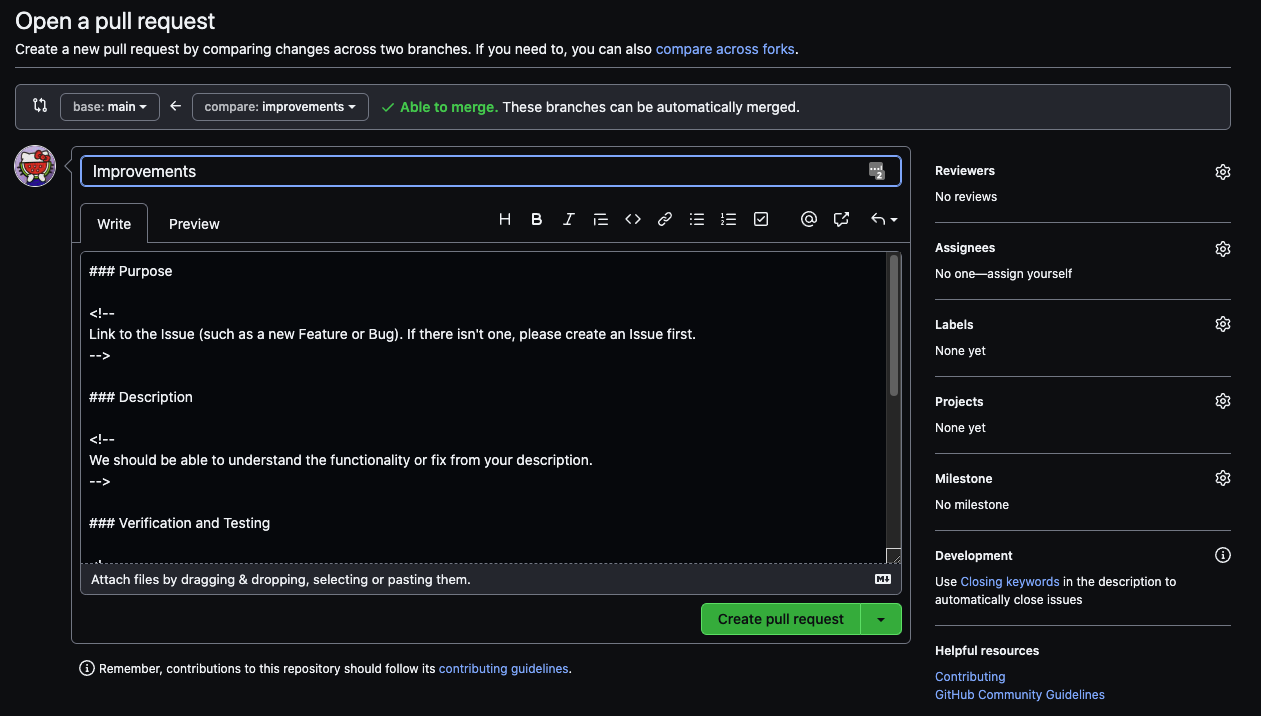 Open a pull request
Create a new pull request by comparing changes across two branches. If you need to, you can also compare across forks.
base: main
compare: improvements
Able to merge. These branches can be automatically merged.
Improvements
2
Write
Preview
### Purpose
<!--
Link to the Issue (such as a new Feature or Bug). If there isn't one, please create an Issue first.
-->
### Description
<!--
We should be able to understand the functionality or fix from your description.
-->
### Verification and Testing
Attach files by dragging & dropping, selecting or pasting them.
Create pull request
Remember, contributions to this repository should follow its contributing guidelines.
Reviewers
No reviews
Assignees
No one—assign yourself
Labels
None yet
Projects
None yet
Milestone
No milestone
Development
Use Closing keywords in the description to
automatically close issues
Helpful resources
Contributing
GitHub Community Guidelines